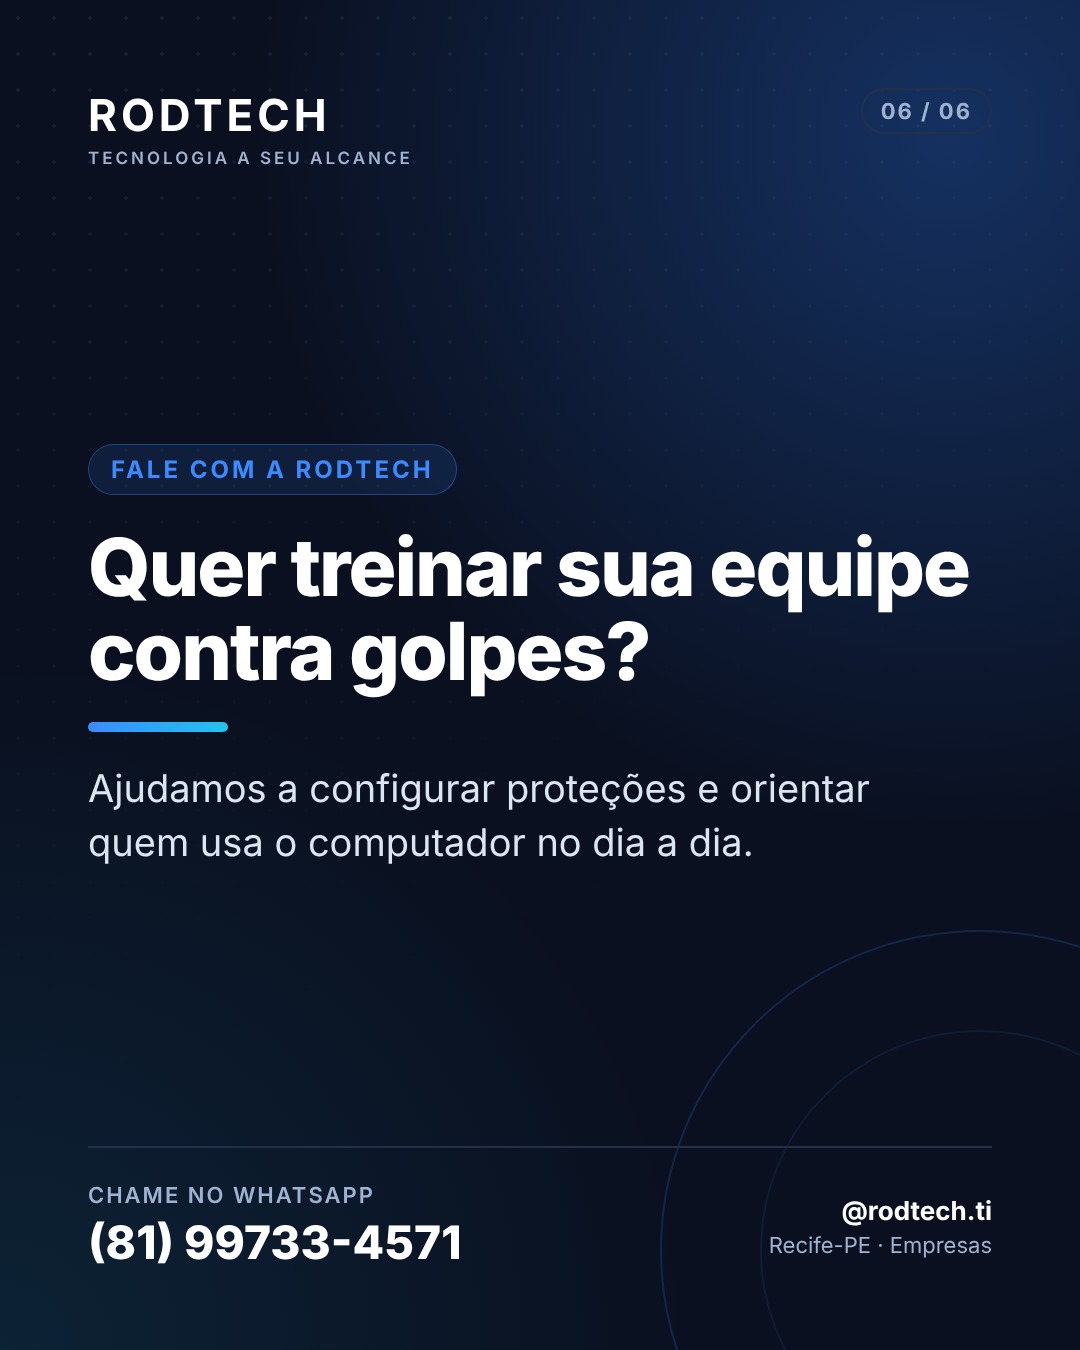 RODTECH
TECNOLOGIA A SEU ALCANCE
06 / 06
FALE COM A RODTECH
Quer treinar sua equipe
contra golpes?
Ajudamos a configurar proteções e orientar
quem usa o computador no dia a dia.
CHAME NO WHATSAPP
(81) 99733-4571
@rodtech.ti
Recife-PE · Empresas